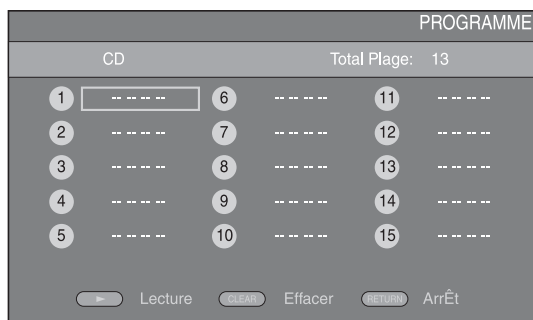 PROGRAMME
CD Total Plage: 13
1 -- -- -- -- 6 -- -- -- -- 11 -- -- -- --
2 -- -- -- -- 7 -- -- -- -- 12 -- -- -- --
3 -- -- -- -- 8 -- -- -- -- 13 -- -- -- --
4 -- -- -- -- 9 -- -- -- -- 14 -- -- -- --
5 -- -- -- -- 10 -- -- -- -- 15 -- -- -- --
Lecture CLEAR Effacer RETURN ArrÊt